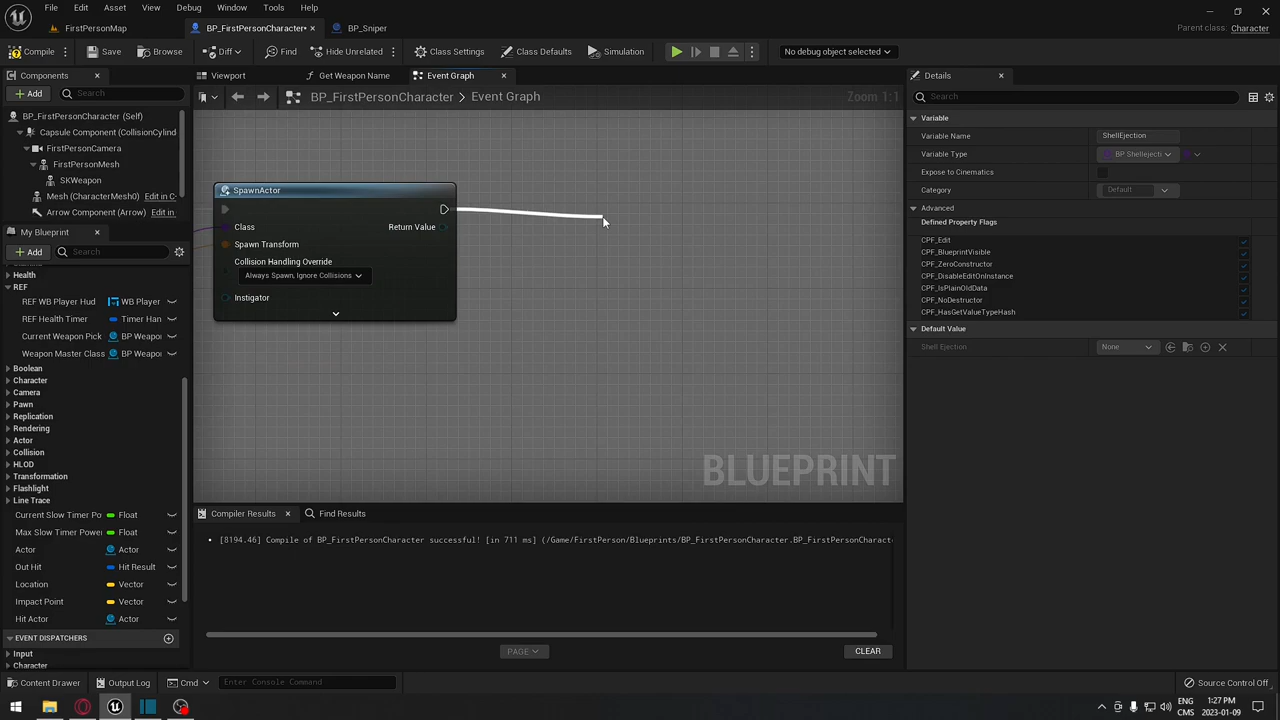 File Edit Asset View Debug Window Tools Help
FirstPersonMap
BP_FirstPersonCharacter•
BP_Sniper
Parent class: Character
Compile Save Browse Diff Find Hide Unrelated Class Settings Class Defaults Simulation No debug object selected
Components
Viewport
Get Weapon Name
Event Graph
Details
Add
Search
BP_FirstPersonCharacter > Event Graph
Zoom 1:1
Search
BP_FirstPersonCharacter (Self)
Capsule Component (CollisionCylind
FirstPersonCamera
FirstPersonMesh
SKWeapon
Mesh (CharacterMesh0) Edit in C
Arrow Component (Arrow) Edit in
My Blueprint
Add
Search
Health
REF
REF WB Player Hud WB Player
REF Health Timer Timer Han
Current Weapon Pick BP Weapo
Weapon Master Class BP Weapo
Boolean
Character
Camera
Pawn
Replication
Rendering
Actor
Collision
HLOD
Transformation
Flashlight
Line Trace
Current Slow Timer Po Float
Max Slow Timer Power Float
Actor Actor
Out Hit Hit Result
Location Vector
Impact Point Vector
Hit Actor Actor
EVENT DISPATCHERS
Input
Character
SpawnActor
Class
Return Value
Spawn Transform
Collision Handling Override
Always Spawn, Ignore Collisions
Instigator
BLUEPRINT
Compiler Results
Find Results
[8194.46] Compile of BP_FirstPersonCharacter successful! [in 711 ms] (/Game/FirstPerson/Blueprints/BP_FirstPersonCharacter.BP_FirstPersonCharacte
PAGE
CLEAR
Variable
Variable Name ShellEjection
Variable Type BP Shellejecti
Expose to Cinematics
Category Default
Advanced
Defined Property Flags
CPF_Edit
CPF_BlueprintVisible
CPF_ZeroConstructor
CPF_DisableEditOnInstance
CPF_IsPlainOldData
CPF_NoDestructor
CPF_HasGetValueTypeHash
Default Value
Shell Ejection None
Content Drawer Output Log Cmd Enter Console Command Source Control Off
ENG
CMS
1:27 PM
2023-01-09